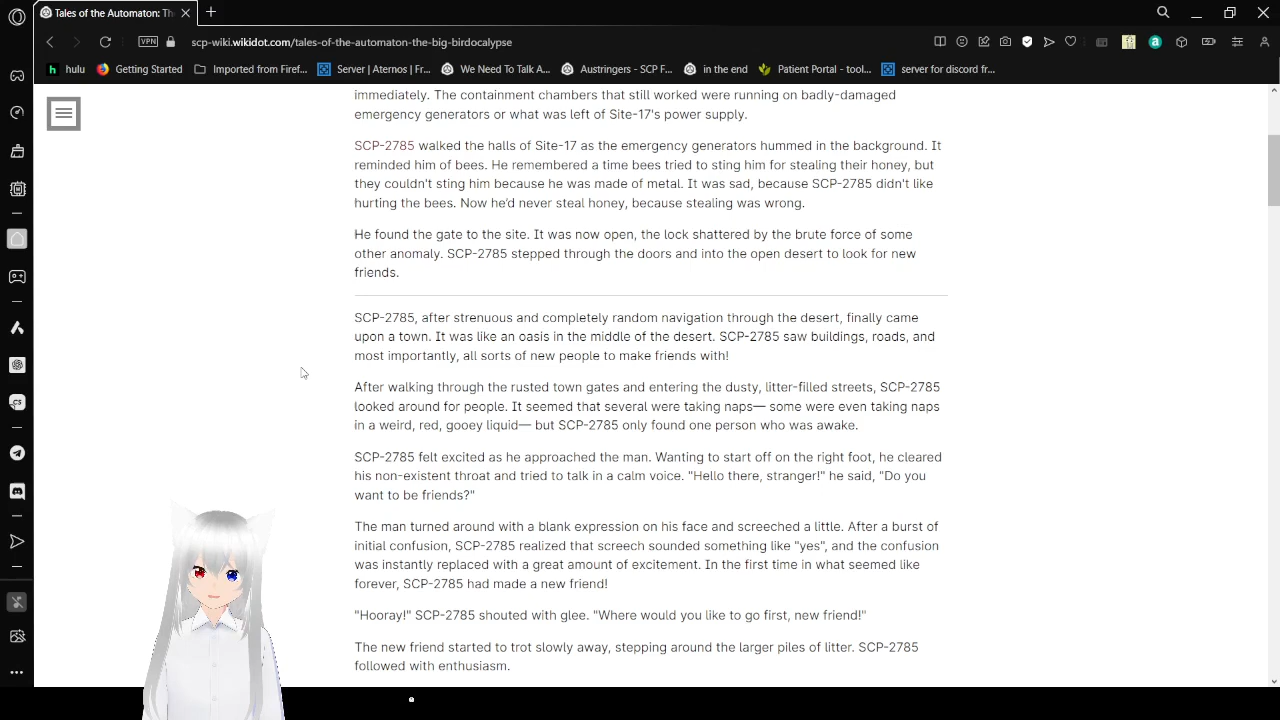 Tales of the Automaton: Th
scp-wiki.wikidot.com/tales-of-the-automaton-the-big-birdocalypse
VPN
hulu
Getting Started
Imported from Firef...
Server | Aternos | Fr...
We Need To Talk A...
Austringers - SCP F...
in the end
Patient Portal - tool...
server for discord fr...
immediately. The containment chambers that still worked were running on badly-damaged
emergency generators or what was left of Site-17's power supply.
SCP-2785 walked the halls of Site-17 as the emergency generators hummed in the background. It
reminded him of bees. He remembered a time bees tried to sting him for stealing their honey, but
they couldn't sting him because he was made of metal. It was sad, because SCP-2785 didn't like
hurting the bees. Now he'd never steal honey, because stealing was wrong.
He found the gate to the site. It was now open, the lock shattered by the brute force of some
other anomaly. SCP-2785 stepped through the doors and into the open desert to look for new
friends.
SCP-2785, after strenuous and completely random navigation through the desert, finally came
upon a town. It was like an oasis in the middle of the desert. SCP-2785 saw buildings, roads, and
most importantly, all sorts of new people to make friends with!
After walking through the rusted town gates and entering the dusty, litter-filled streets, SCP-2785
looked around for people. It seemed that several were taking naps— some were even taking naps
in a weird, red, gooey liquid— but SCP-2785 only found one person who was awake.
SCP-2785 felt excited as he approached the man. Wanting to start off on the right foot, he cleared
his non-existent throat and tried to talk in a calm voice. "Hello there, stranger!" he said, "Do you
want to be friends?"
The man turned around with a blank expression on his face and screeched a little. After a burst of
initial confusion, SCP-2785 realized that screech sounded something like "yes", and the confusion
was instantly replaced with a great amount of excitement. In the first time in what seemed like
forever, SCP-2785 had made a new friend!
"Hooray!" SCP-2785 shouted with glee. "Where would you like to go first, new friend!"
The new friend started to trot slowly away, stepping around the larger piles of litter. SCP-2785
followed with enthusiasm.